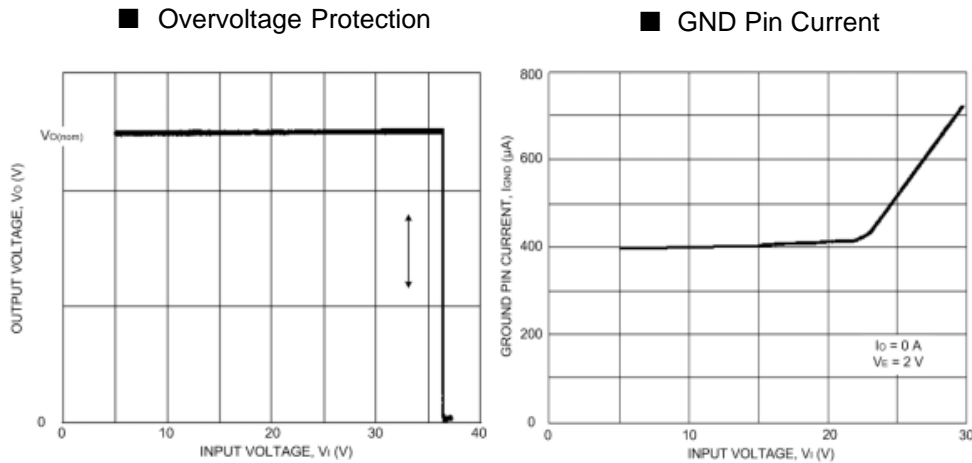 ■ Overvoltage Protection
OUTPUT VOLTAGE, VO (V)
VO(nom)
0
0 10 20 30 40
INPUT VOLTAGE, VI (V)
■ GND Pin Current
GROUND PIN CURRENT, IGND (µA)
800
600
400
200
0
IO = 0 A
VE = 2 V
0 10 20 30
INPUT VOLTAGE, VI (V)